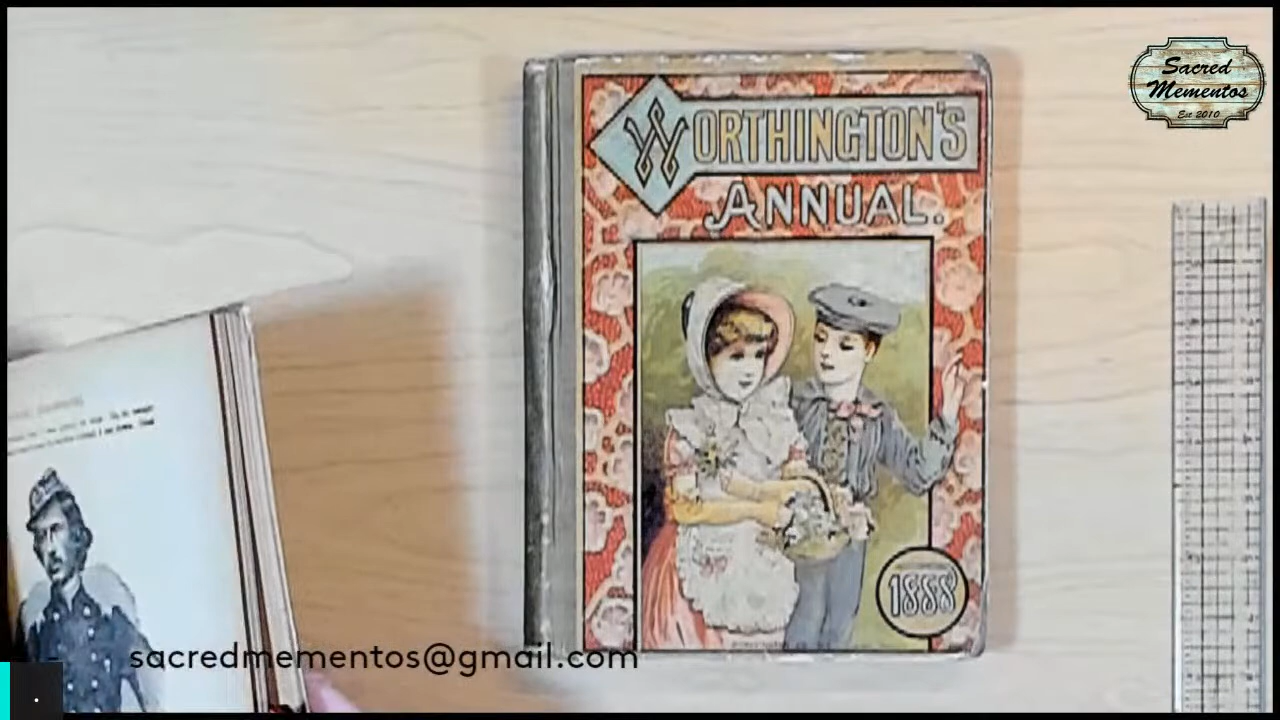 WORTHINGTON'S
ANNUAL.
1888
Sacred
Mementos
Est 2010
sacredmementos@gmail.com